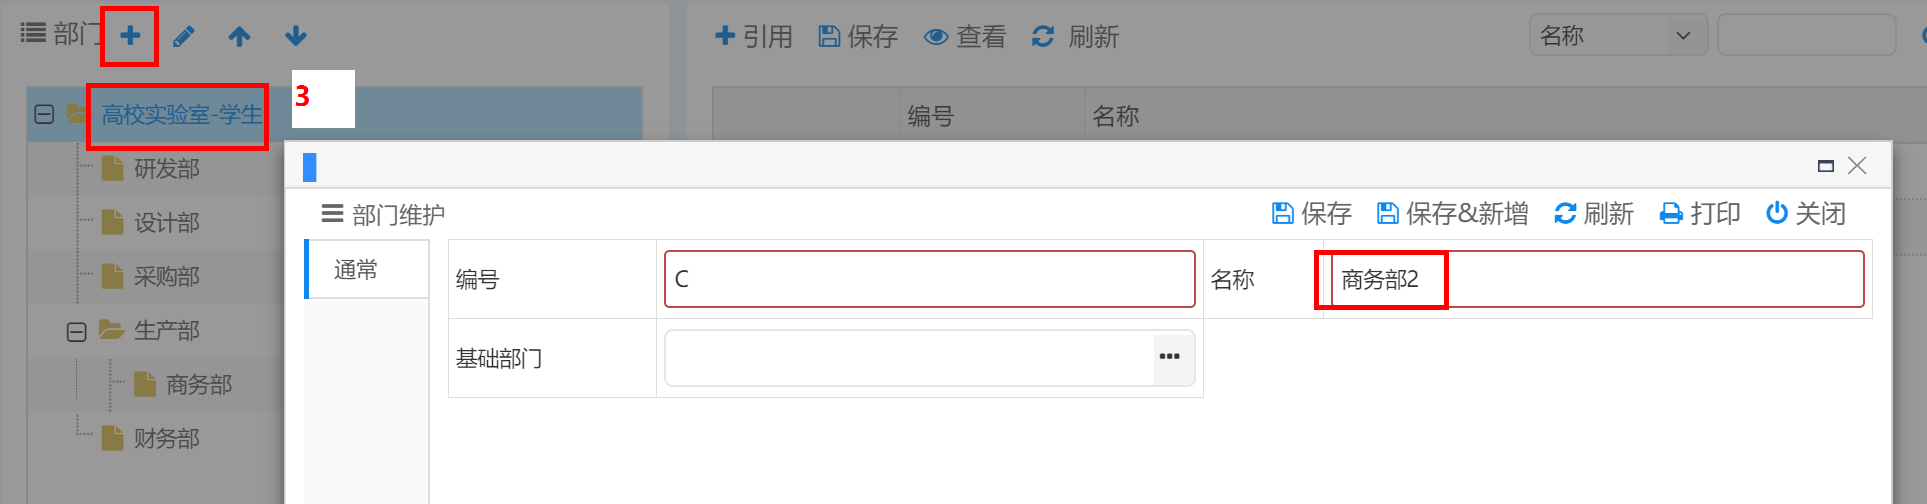 部门
引用 保存 查看 刷新 名称
高校实验室-学生
3
编号 名称
研发部
设计部
采购部
生产部
商务部
财务部
部门维护 保存 保存&新增 刷新 打印 关闭
通常
编号 C 名称 商务部2
基础部门